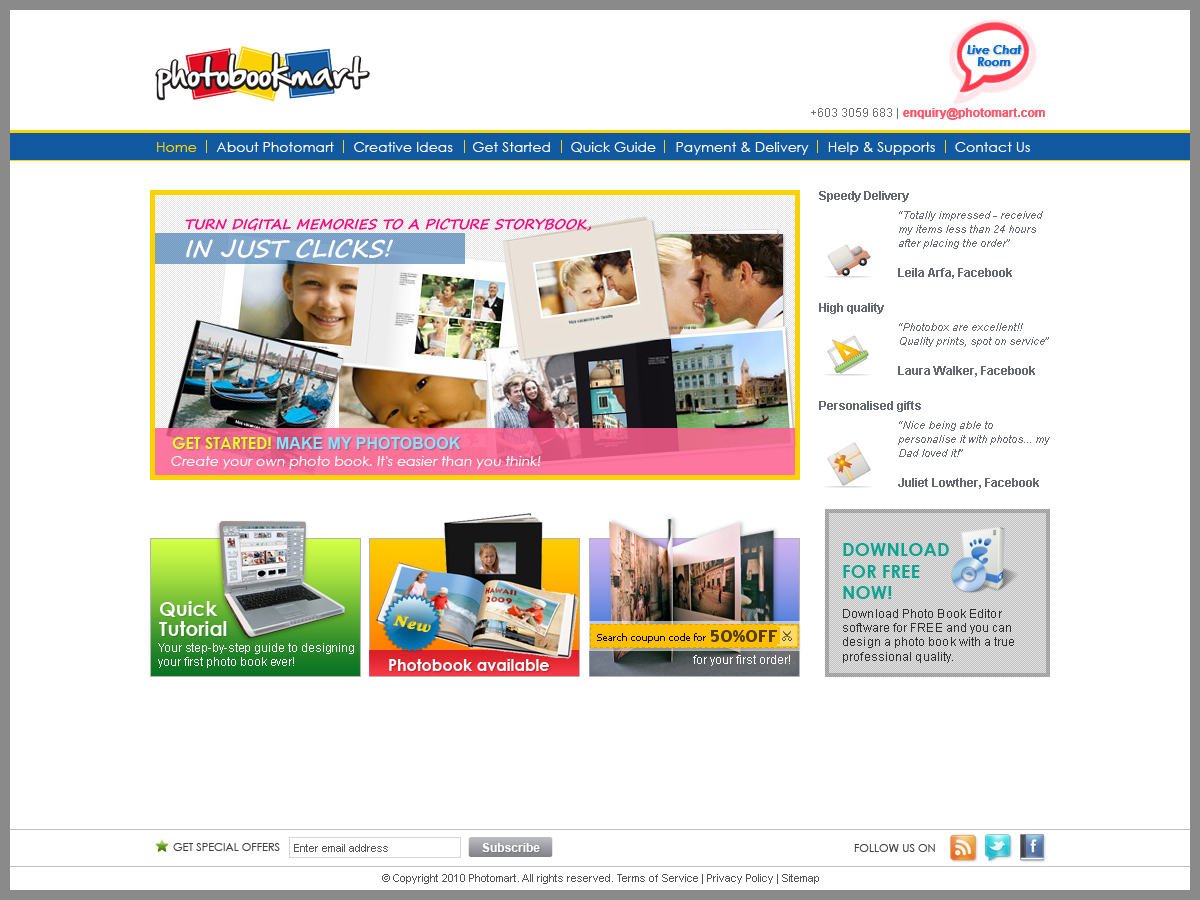 photobookmart
Live Chat
Room
+603 3059 683 | enquiry@photomart.com
Home | About Photomart | Creative Ideas | Get Started | Quick Guide | Payment & Delivery | Help & Supports | Contact Us
TURN DIGITAL MEMORIES TO A PICTURE STORYBOOK,
IN JUST CLICKS!
GET STARTED! MAKE MY PHOTOBOOK
Create your own photo book. It's easier than you think!
Speedy Delivery
"Totally impressed - received
my items less than 24 hours
after placing the order"
Leila Arfa, Facebook
High quality
"Photobox are excellent!!
Quality prints, spot on service"
Laura Walker, Facebook
Personalised gifts
"Nice being able to
personalise it with photos... my
Dad loved it!"
Juliet Lowther, Facebook
Quick
Tutorial
Your step-by-step guide to designing
your first photo book ever!
HAWAII
2009
New
Photobook available
Search coupun code for 50%OFF
for your first order!
DOWNLOAD
FOR FREE
NOW!
Download Photo Book Editor
software for FREE and you can
design a photo book with a true
professional quality.
GET SPECIAL OFFERS
Enter email address
Subscribe
FOLLOW US ON
f
© Copyright 2010 Photomart. All rights reserved. Terms of Service | Privacy Policy | Sitemap